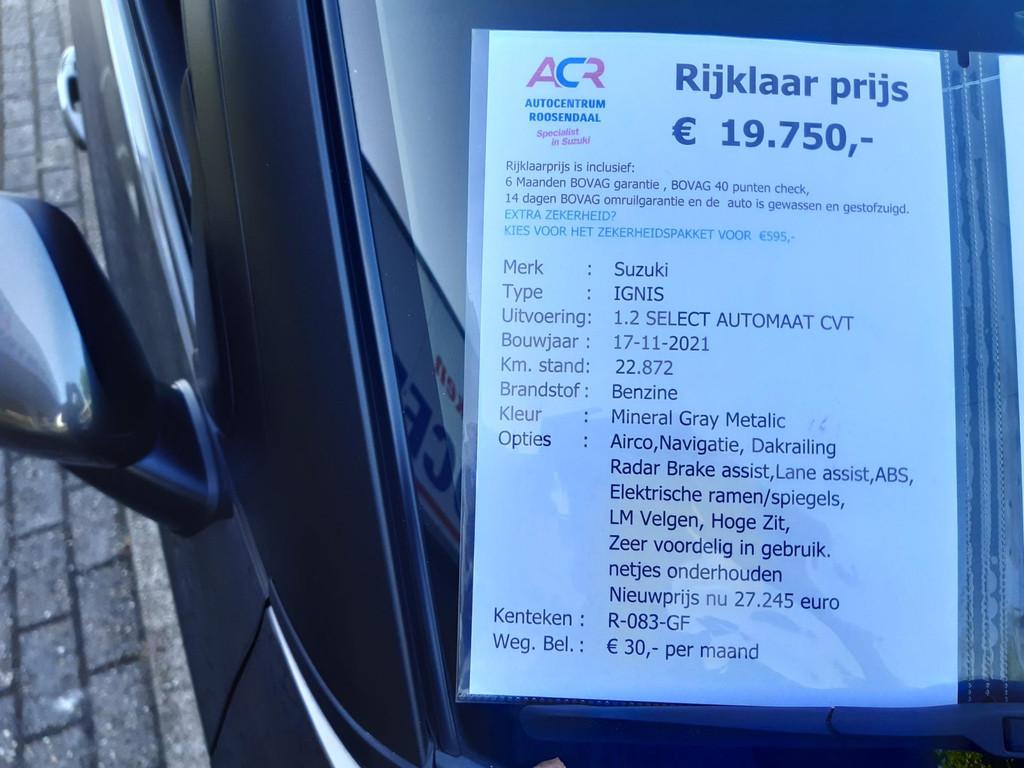 ACR
AUTOCENTRUM
ROOSENDAAL
Specialist
in Suzuki
Rijklaar prijs
€ 19.750,-
Rijklaarprijs is inclusief:
6 Maanden BOVAG garantie , BOVAG 40 punten check,
14 dagen BOVAG omruilgarantie en de auto is gewassen en gestofzuigd.
EXTRA ZEKERHEID?
KIES VOOR HET ZEKERHEIDSPAKKET VOOR €595,-
Merk : Suzuki
Type : IGNIS
Uitvoering: 1.2 SELECT AUTOMAAT CVT
Bouwjaar : 17-11-2021
Km. stand: 22.872
Brandstof : Benzine
Kleur : Mineral Gray Metalic
Opties : Airco,Navigatie, Dakrailing
Radar Brake assist,Lane assist,ABS,
Elektrische ramen/spiegels,
LM Velgen, Hoge Zit,
Zeer voordelig in gebruik.
netjes onderhouden
Nieuwprijs nu 27.245 euro
Kenteken : R-083-GF
Weg. Bel. : € 30,- per maand